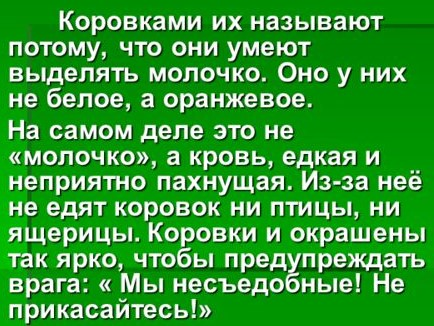 Коровками их называют
потому, что они умеют
выделять молочко. Оно у них
не белое, а оранжевое.
На самом деле это не
«молочко», а кровь, едкая и
неприятно пахнущая. Из-за неё
не едят коровок ни птицы, ни
ящерицы. Коровки и окрашены
так ярко, чтобы предупреждать
врага: « Мы несъедобные! Не
прикасайтесь!»